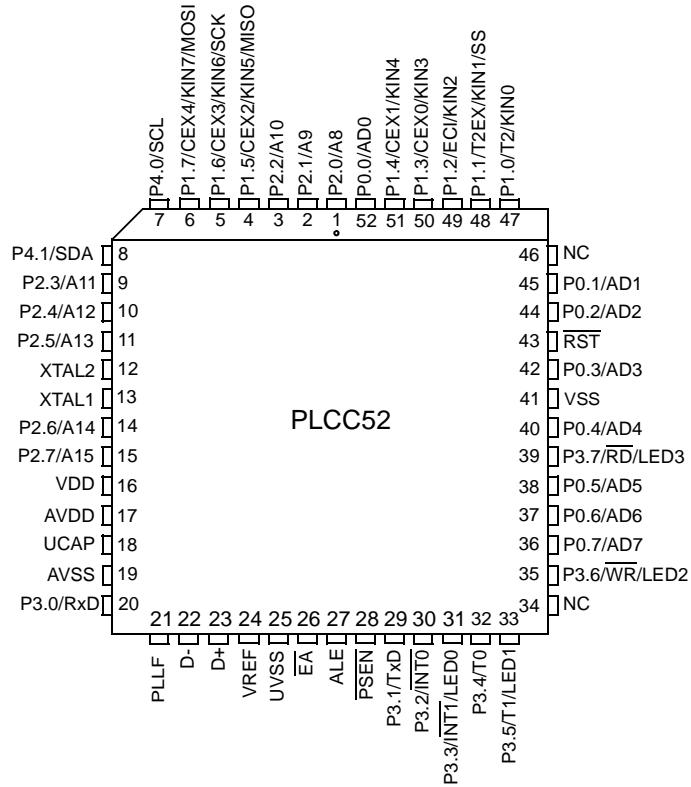 P4.0/SCL
P1.7/CEX4/KIN7/MOSI
P1.6/CEX3/KIN6/SCK
P1.5/CEX2/KIN5/MISO
P2.2/A10
P2.1/A9
P2.0/A8
P0.0/AD0
P1.4/CEX1/KIN4
P1.3/CEX0/KIN3
P1.2/ECI/KIN2
P1.1/T2EX/KIN1/SS
P1.0/T2/KIN0
7 6 5 4 3 2 1 52 51 50 49 48 47
P4.1/SDA 8
P2.3/A11 9
P2.4/A12 10
P2.5/A13 11
XTAL2 12
XTAL1 13
P2.6/A14 14
P2.7/A15 15
VDD 16
AVDD 17
UCAP 18
AVSS 19
P3.0/RxD 20
PLCC52
46 NC
45 P0.1/AD1
44 P0.2/AD2
43 RST
42 P0.3/AD3
41 VSS
40 P0.4/AD4
39 P3.7/RD/LED3
38 P0.5/AD5
37 P0.6/AD6
36 P0.7/AD7
35 P3.6/WR/LED2
34 NC
21 22 23 24 25 26 27 28 29 30 31 32 33
PLLF
D-
D+
VREF
UVSS
EA
ALE
PSEN
P3.1/TxD
P3.2/INT0
P3.3/INT1/LED0
P3.4/T0
P3.5/T1/LED1